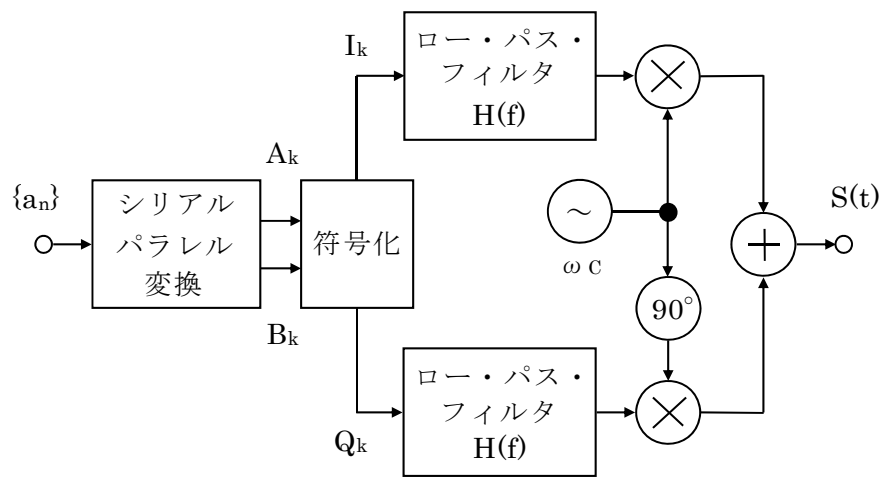 {aₙ}
シリアル
パラレル
変換
Aₖ
Bₖ
符号化
Iₖ
Qₖ
ロー・パス・
フィルタ
H(f)
ロー・パス・
フィルタ
H(f)
～
ωc
90°
S(t)